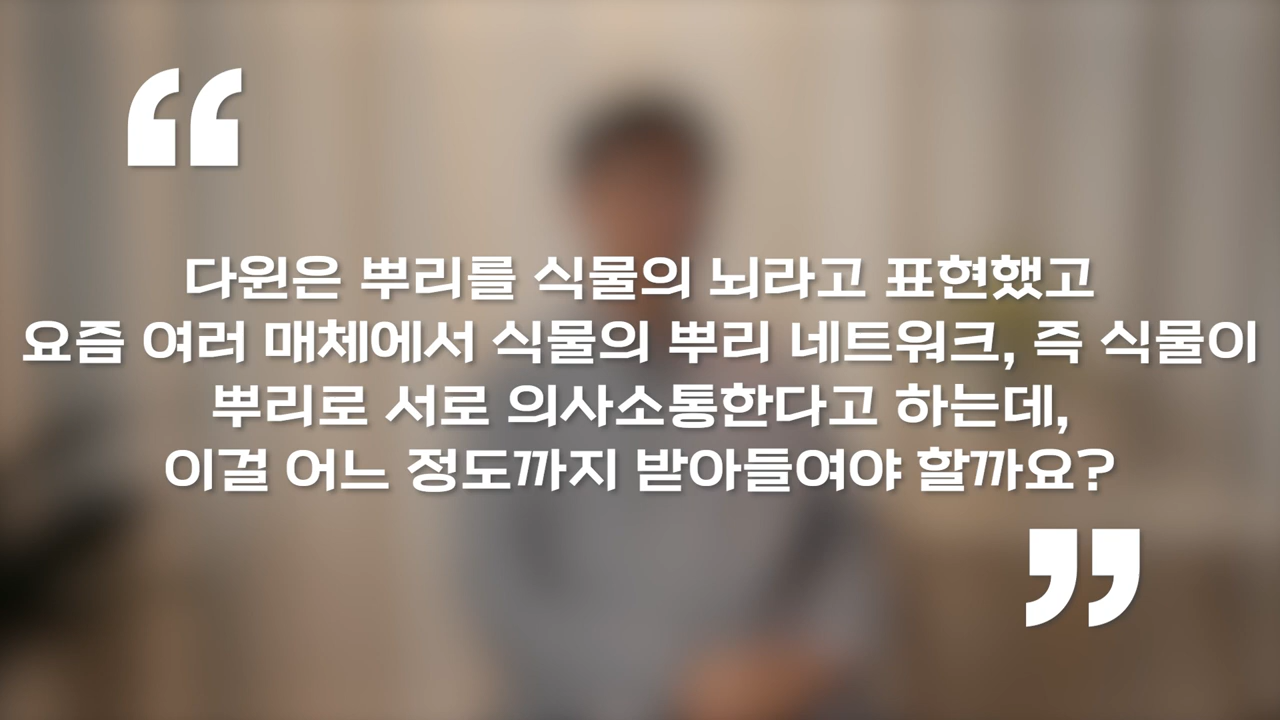 “
다윈은 뿌리를 식물의 뇌라고 표현했고
요즘 여러 매체에서 식물의 뿌리 네트워크, 즉 식물이
뿌리로 서로 의사소통한다고 하는데,
이걸 어느 정도까지 받아들여야 할까요?
”